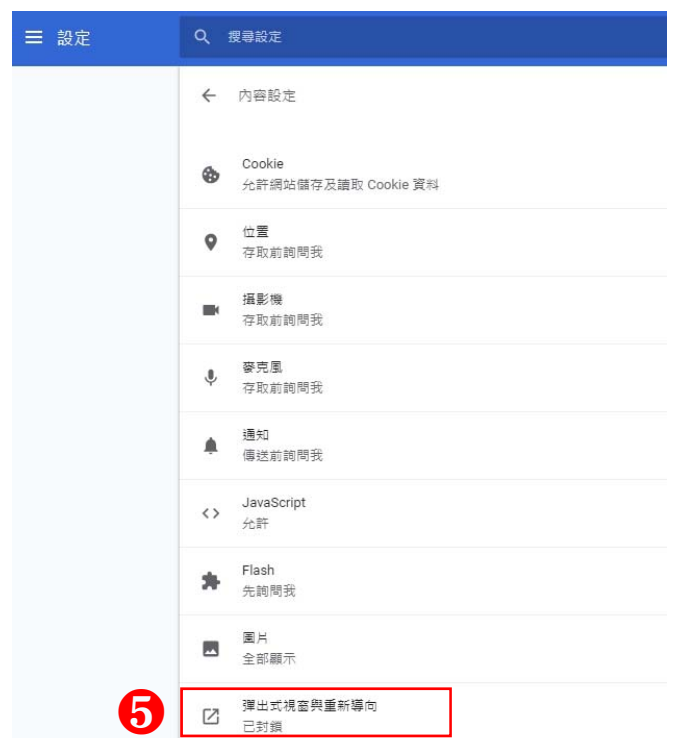 設定
搜尋設定
內容設定
Cookie
允許網站儲存及讀取 Cookie 資料
位置
存取前詢問我
攝影機
存取前詢問我
麥克風
存取前詢問我
通知
傳送前詢問我
JavaScript
允許
Flash
先詢問我
圖片
全部顯示
5
彈出式視窗與重新導向
已封鎖